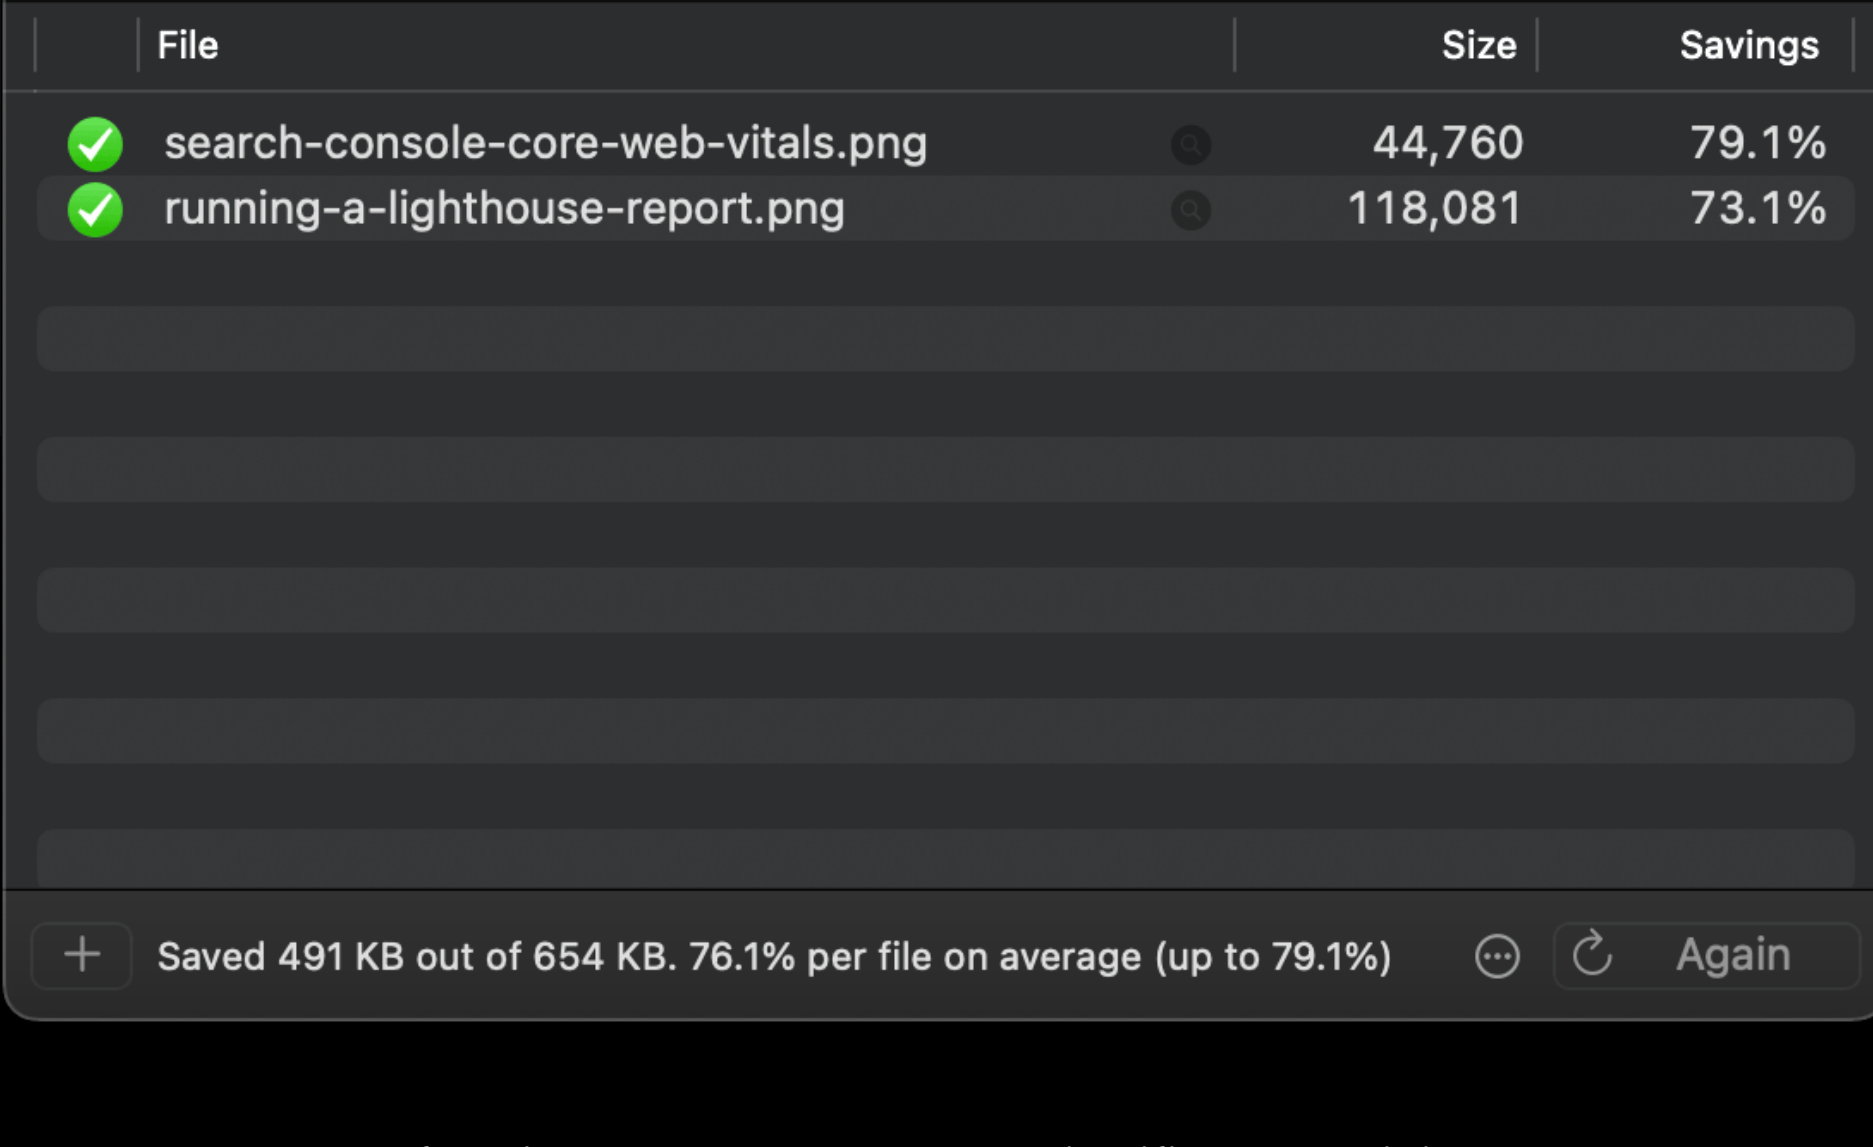 File Size Savings
search-console-core-web-vitals.png 44,760 79.1%
running-a-lighthouse-report.png 118,081 73.1%
Saved 491 KB out of 654 KB. 76.1% per file on average (up to 79.1%) Again